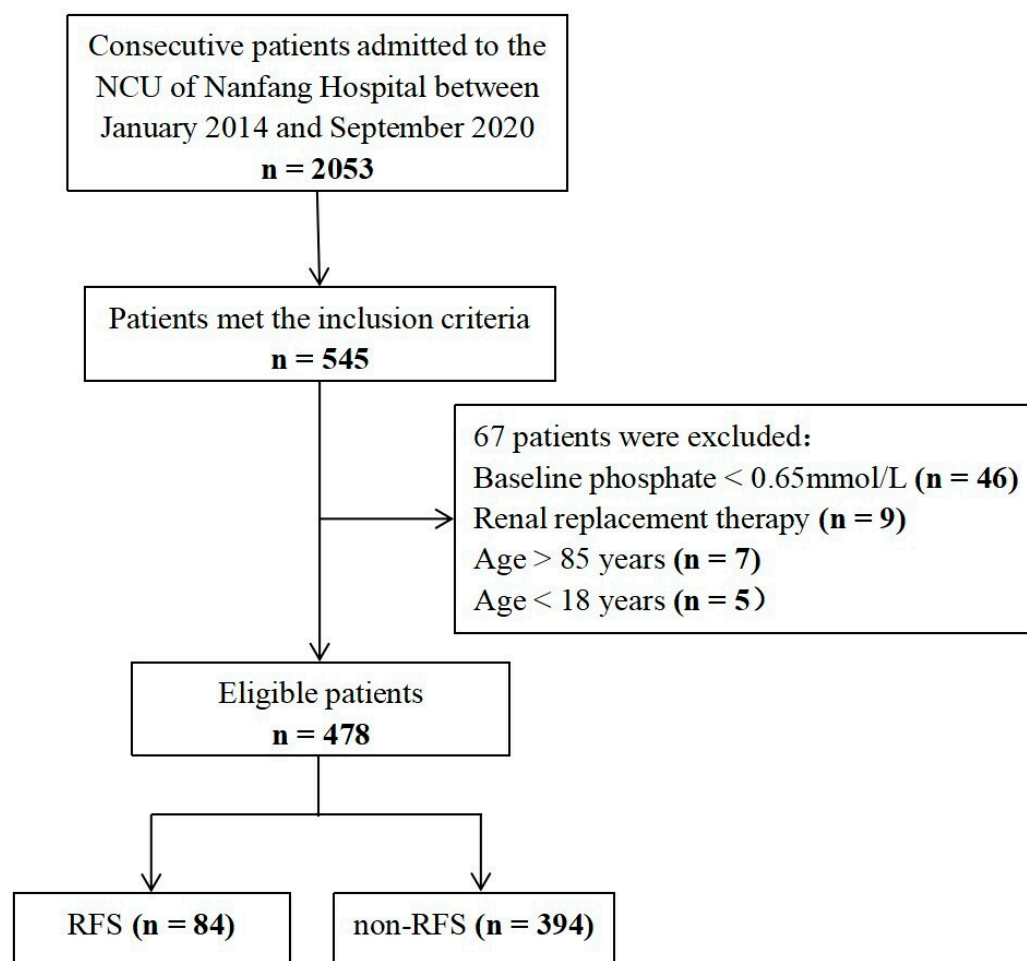 Consecutive patients admitted to the
NCU of Nanfang Hospital between
January 2014 and September 2020
n = 2053
Patients met the inclusion criteria
n = 545
67 patients were excluded：
Baseline phosphate < 0.65mmol/L (n = 46)
Renal replacement therapy (n = 9)
Age > 85 years (n = 7)
Age < 18 years (n = 5）
Eligible patients
n = 478
RFS (n = 84)
non-RFS (n = 394)